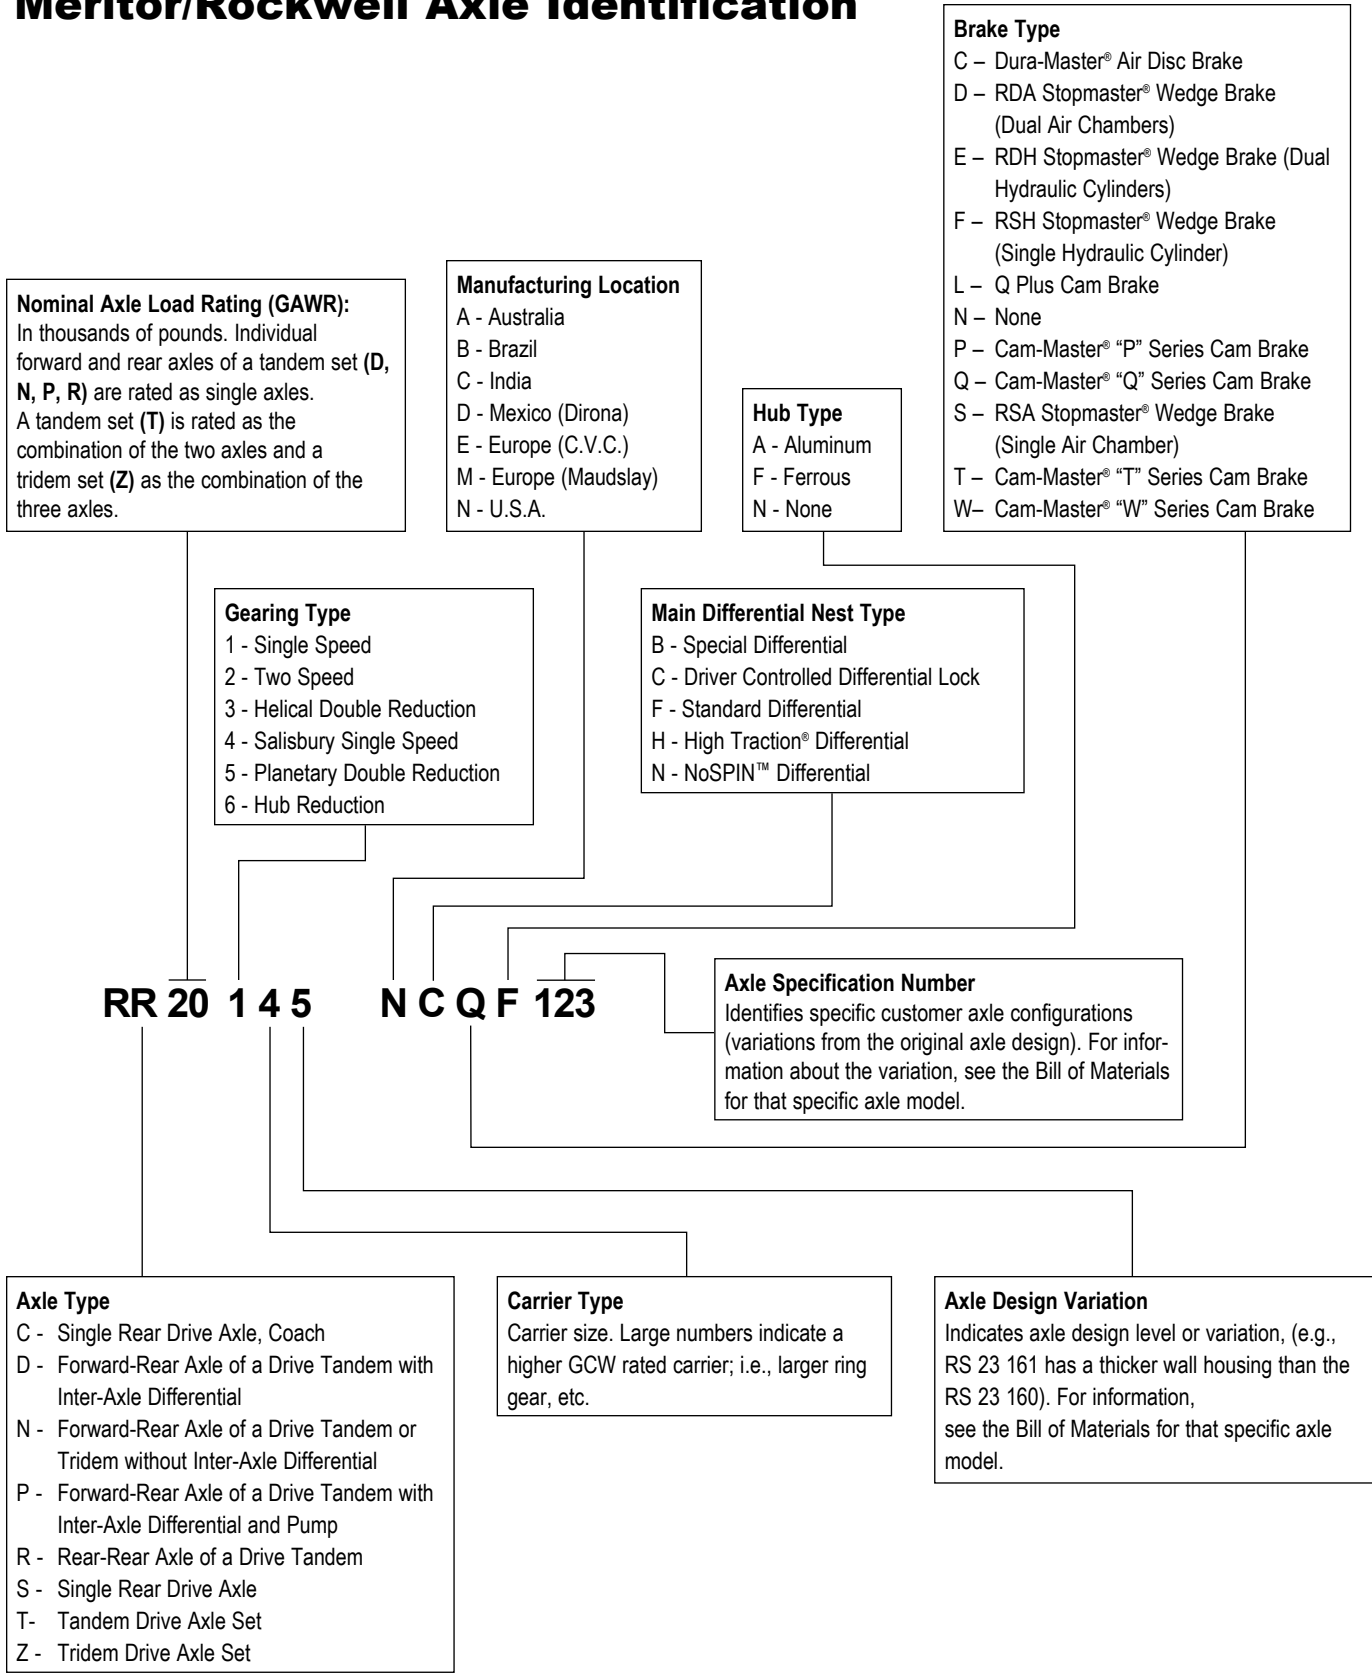 Meritor/Rockwell Axle Identification
Brake Type
C – Dura-Master® Air Disc Brake
D – RDA Stopmaster® Wedge Brake
(Dual Air Chambers)
E – RDH Stopmaster® Wedge Brake (Dual
Hydraulic Cylinders)
F – RSH Stopmaster® Wedge Brake
(Single Hydraulic Cylinder)
L – Q Plus Cam Brake
N – None
P – Cam-Master® “P” Series Cam Brake
Q – Cam-Master® “Q” Series Cam Brake
S – RSA Stopmaster® Wedge Brake
(Single Air Chamber)
T – Cam-Master® “T” Series Cam Brake
W– Cam-Master® “W” Series Cam Brake
Nominal Axle Load Rating (GAWR):
In thousands of pounds. Individual
forward and rear axles of a tandem set (D,
N, P, R) are rated as single axles.
A tandem set (T) is rated as the
combination of the two axles and a
tridem set (Z) as the combination of the
three axles.
Manufacturing Location
A - Australia
B - Brazil
C - India
D - Mexico (Dirona)
E - Europe (C.V.C.)
M - Europe (Maudslay)
N - U.S.A.
Hub Type
A - Aluminum
F - Ferrous
N - None
Gearing Type
1 - Single Speed
2 - Two Speed
3 - Helical Double Reduction
4 - Salisbury Single Speed
5 - Planetary Double Reduction
6 - Hub Reduction
Main Differential Nest Type
B - Special Differential
C - Driver Controlled Differential Lock
F - Standard Differential
H - High Traction® Differential
N - NoSPIN™ Differential
RR 20 1 4 5 N C Q F 123
Axle Specification Number
Identifies specific customer axle configurations
(variations from the original axle design). For infor-
mation about the variation, see the Bill of Materials
for that specific axle model.
Axle Type
C - Single Rear Drive Axle, Coach
D - Forward-Rear Axle of a Drive Tandem with
Inter-Axle Differential
N - Forward-Rear Axle of a Drive Tandem or
Tridem without Inter-Axle Differential
P - Forward-Rear Axle of a Drive Tandem with
Inter-Axle Differential and Pump
R - Rear-Rear Axle of a Drive Tandem
S - Single Rear Drive Axle
T- Tandem Drive Axle Set
Z - Tridem Drive Axle Set
Carrier Type
Carrier size. Large numbers indicate a
higher GCW rated carrier; i.e., larger ring
gear, etc.
Axle Design Variation
Indicates axle design level or variation, (e.g.,
RS 23 161 has a thicker wall housing than the
RS 23 160). For information,
see the Bill of Materials for that specific axle
model.